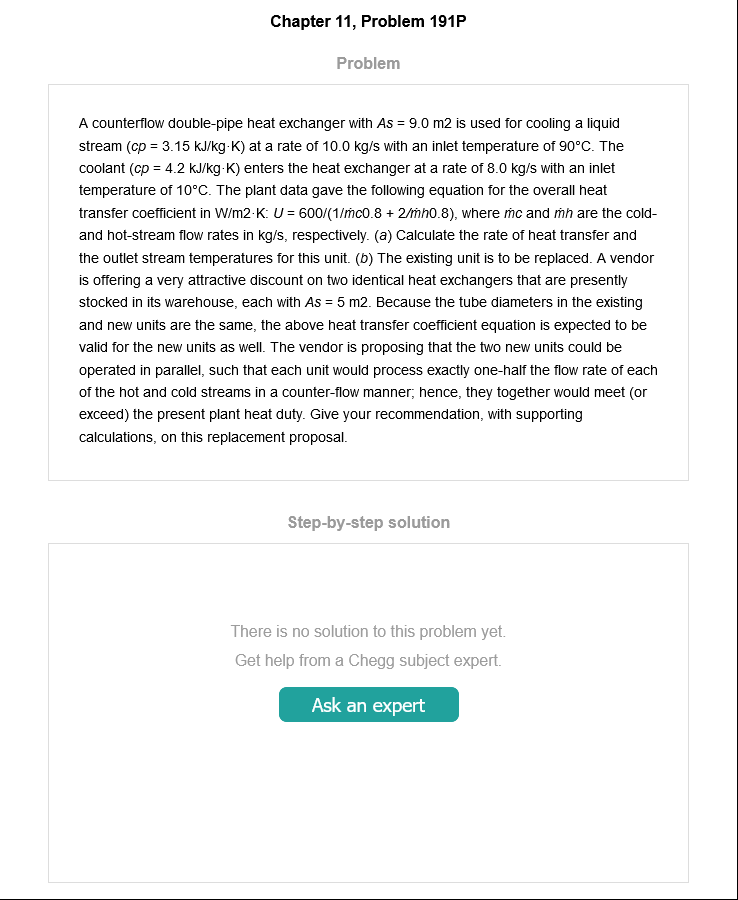 Chapter 11, Problem 191P
Problem
A counterflow double-pipe heat exchanger with As = 9.0 m2 is used for cooling a liquid
stream (cp = 3.15 kJ/kg·K) at a rate of 10.0 kg/s with an inlet temperature of 90°C. The
coolant (cp = 4.2 kJ/kg·K) enters the heat exchanger at a rate of 8.0 kg/s with an inlet
temperature of 10°C. The plant data gave the following equation for the overall heat
transfer coefficient in W/m2·K: U = 600/(1/ṁc0.8 + 2/ṁh0.8), where ṁc and ṁh are the cold-
and hot-stream flow rates in kg/s, respectively. (a) Calculate the rate of heat transfer and
the outlet stream temperatures for this unit. (b) The existing unit is to be replaced. A vendor
is offering a very attractive discount on two identical heat exchangers that are presently
stocked in its warehouse, each with As = 5 m2. Because the tube diameters in the existing
and new units are the same, the above heat transfer coefficient equation is expected to be
valid for the new units as well. The vendor is proposing that the two new units could be
operated in parallel, such that each unit would process exactly one-half the flow rate of each
of the hot and cold streams in a counter-flow manner; hence, they together would meet (or
exceed) the present plant heat duty. Give your recommendation, with supporting
calculations, on this replacement proposal.
Step-by-step solution
There is no solution to this problem yet.
Get help from a Chegg subject expert.
Ask an expert